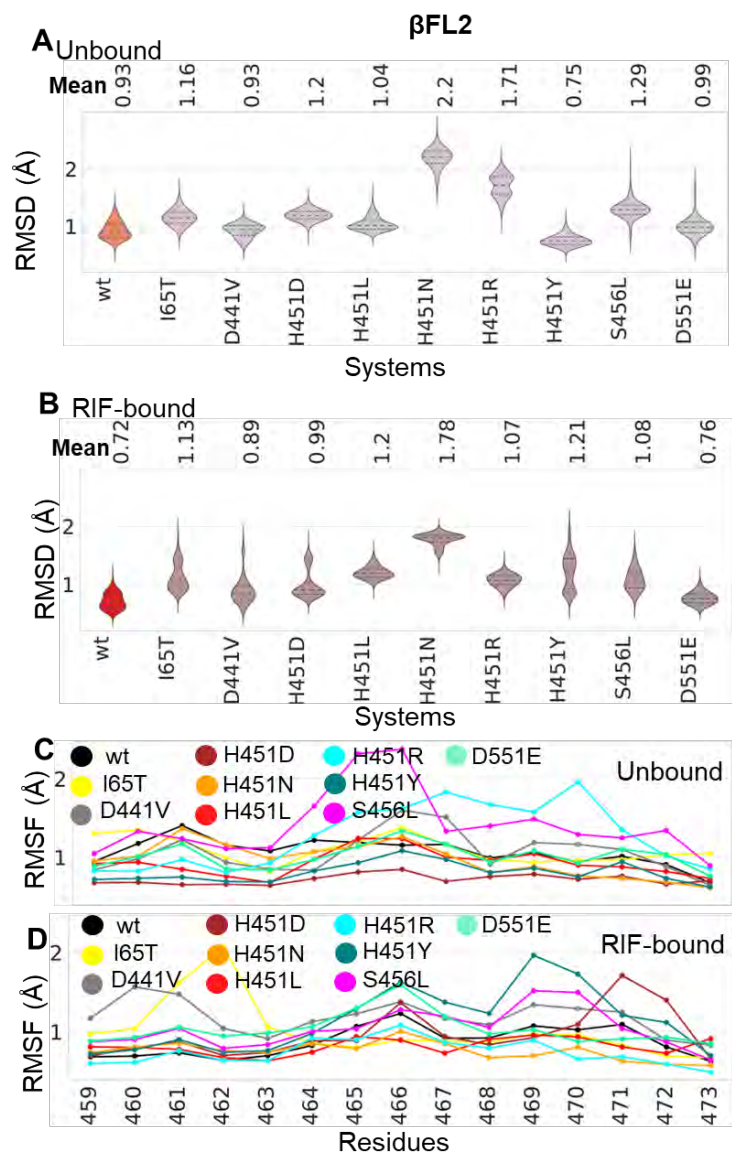 βFL2
A Unbound
Mean 0.93 1.16 0.93 1.2 1.04 2.2 1.71 0.75 1.29 0.99
RMSD (Å)
2
1
wt I65T D441V H451D H451L H451N H451R H451Y S456L D551E
Systems
B RIF-bound
Mean 0.72 1.13 0.89 0.99 1.2 1.78 1.07 1.21 1.08 0.76
RMSD (Å)
2
1
wt I65T D441V H451D H451L H451N H451R H451Y S456L D551E
Systems
C wt H451D H451R D551E Unbound
2 I65T H451N H451Y
D441V H451L S456L
RMSF (Å)
1
D wt H451D H451R D551E RIF-bound
2 I65T H451N H451Y
D441V H451L S456L
RMSF (Å)
1
459 460 461 462 463 464 465 466 467 468 469 470 471 472 473
Residues